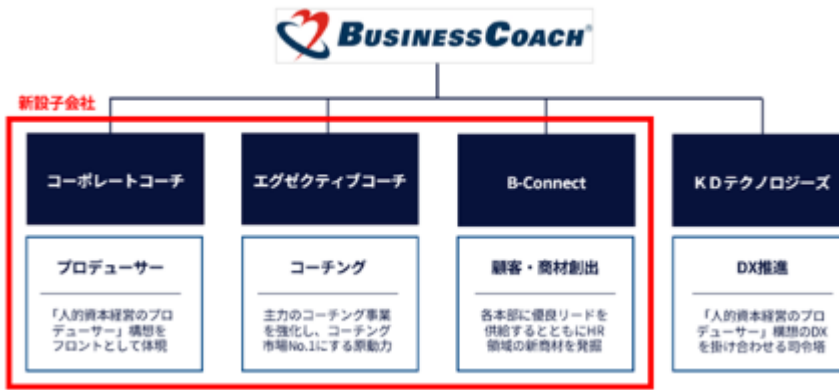 BUSINESSCOACH
新設子会社
コーポレートコーチ
エグゼクティブコーチ
B-Connect
KDテクノロジーズ
プロデューサー
「人的資本経営のプロ
デューサー」構想を
フロントとして体現
コーチング
主力のコーチング事業
を強化し、コーチング
市場No.1にする原動力
顧客・商材創出
各本部に優良リードを
供給するとともにHR
領域の新商材を発掘
DX推進
「人的資本経営のプロ
デューサー」構想のDX
を掛け合わせる司令塔